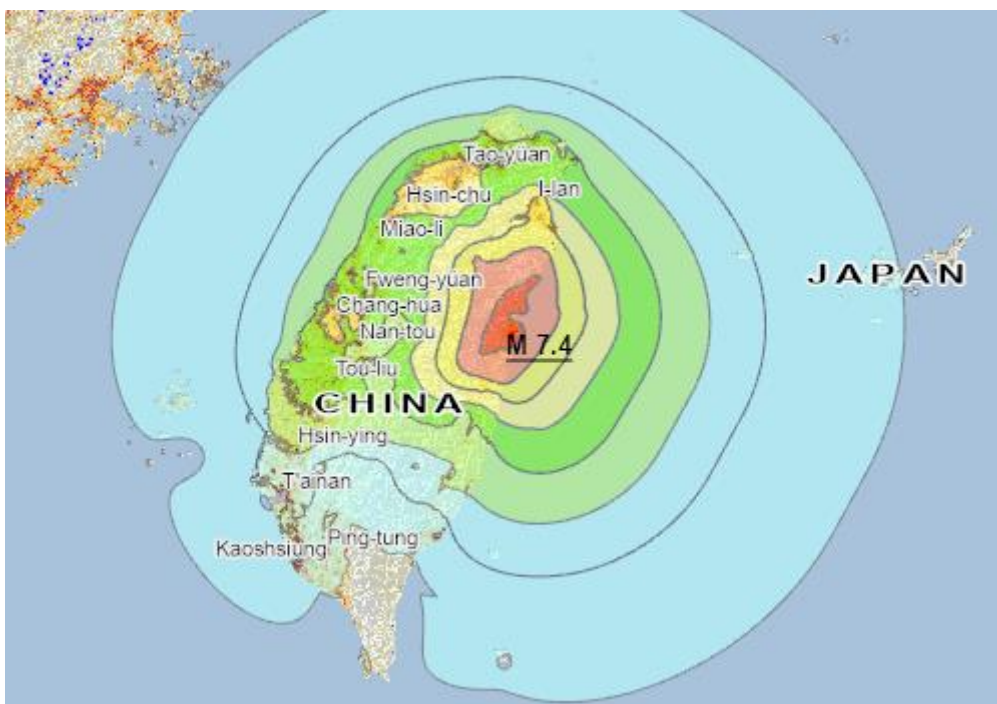 Tao-yüan
Hsin-chu
I-lan
Miao-li
Fweng-yüan
JAPAN
Chang-hua
Nan-tou
M 7.4
Tou-liu
CHINA
Hsin-ying
T'ainan
Ping-tung
Kaoshsiung